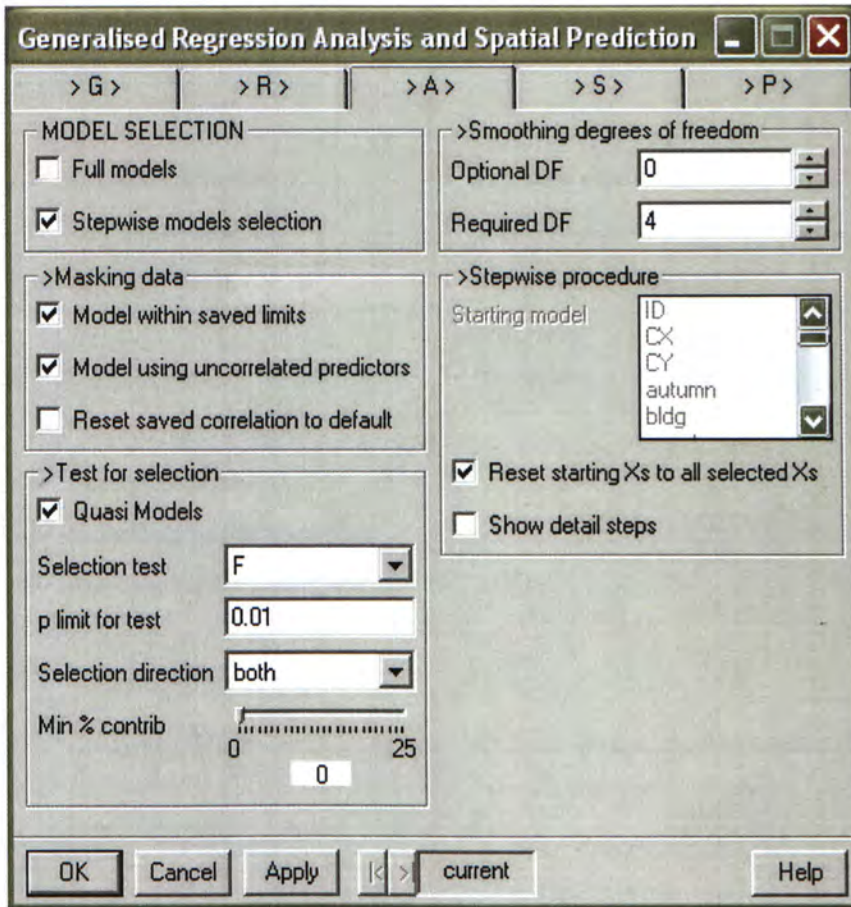 Generalised Regression Analysis and Spatial Prediction
> G >
> R >
> A >
> S >
> P >
MODEL SELECTION
Full models
Stepwise models selection
>Masking data
Model within saved limits
Model using uncorrelated predictors
Reset saved correlation to default
>Test for selection
Quasi Models
Selection test F
p limit for test 0.01
Selection direction both
Min % contrib
0 25
0
>Smoothing degrees of freedom
Optional DF 0
Required DF 4
>Stepwise procedure
Starting model
ID
CX
CY
autumn
bldg
Reset starting Xs to all selected Xs
Show detail steps
OK Cancel Apply |< >| current Help